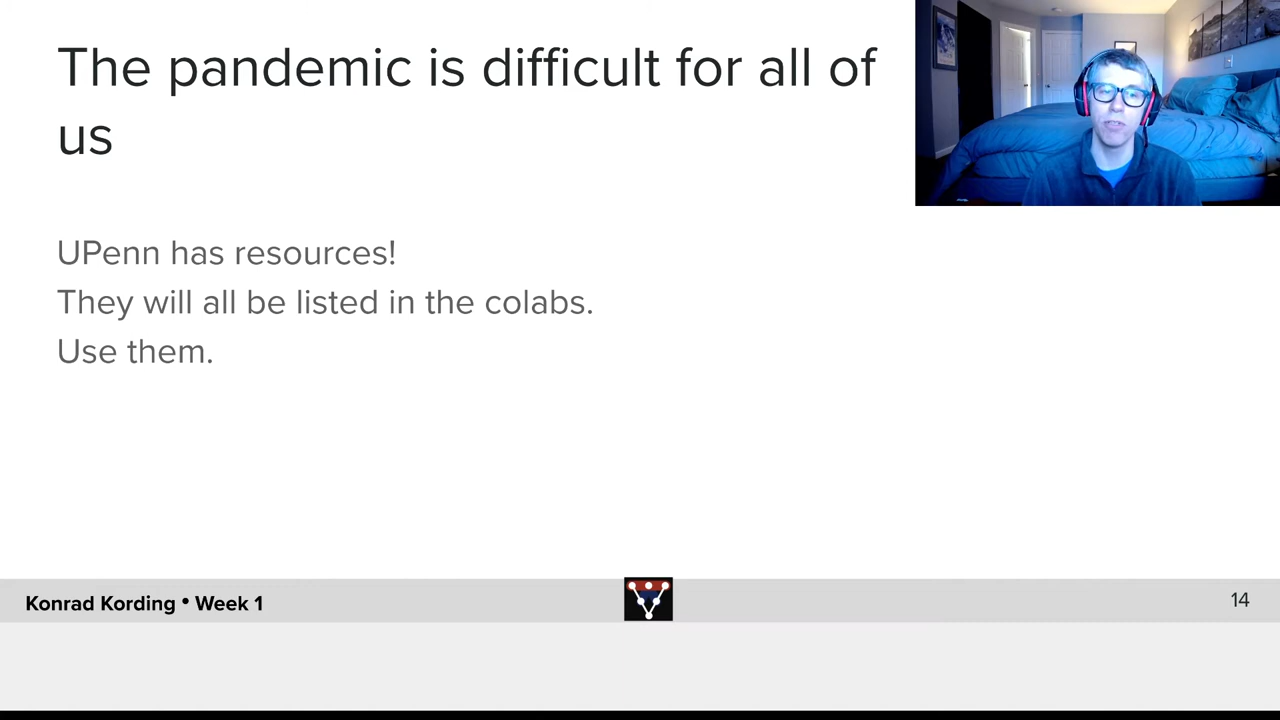 The pandemic is difficult for all of
us
UPenn has resources!
They will all be listed in the colabs.
Use them.
Konrad Kording • Week 1
14